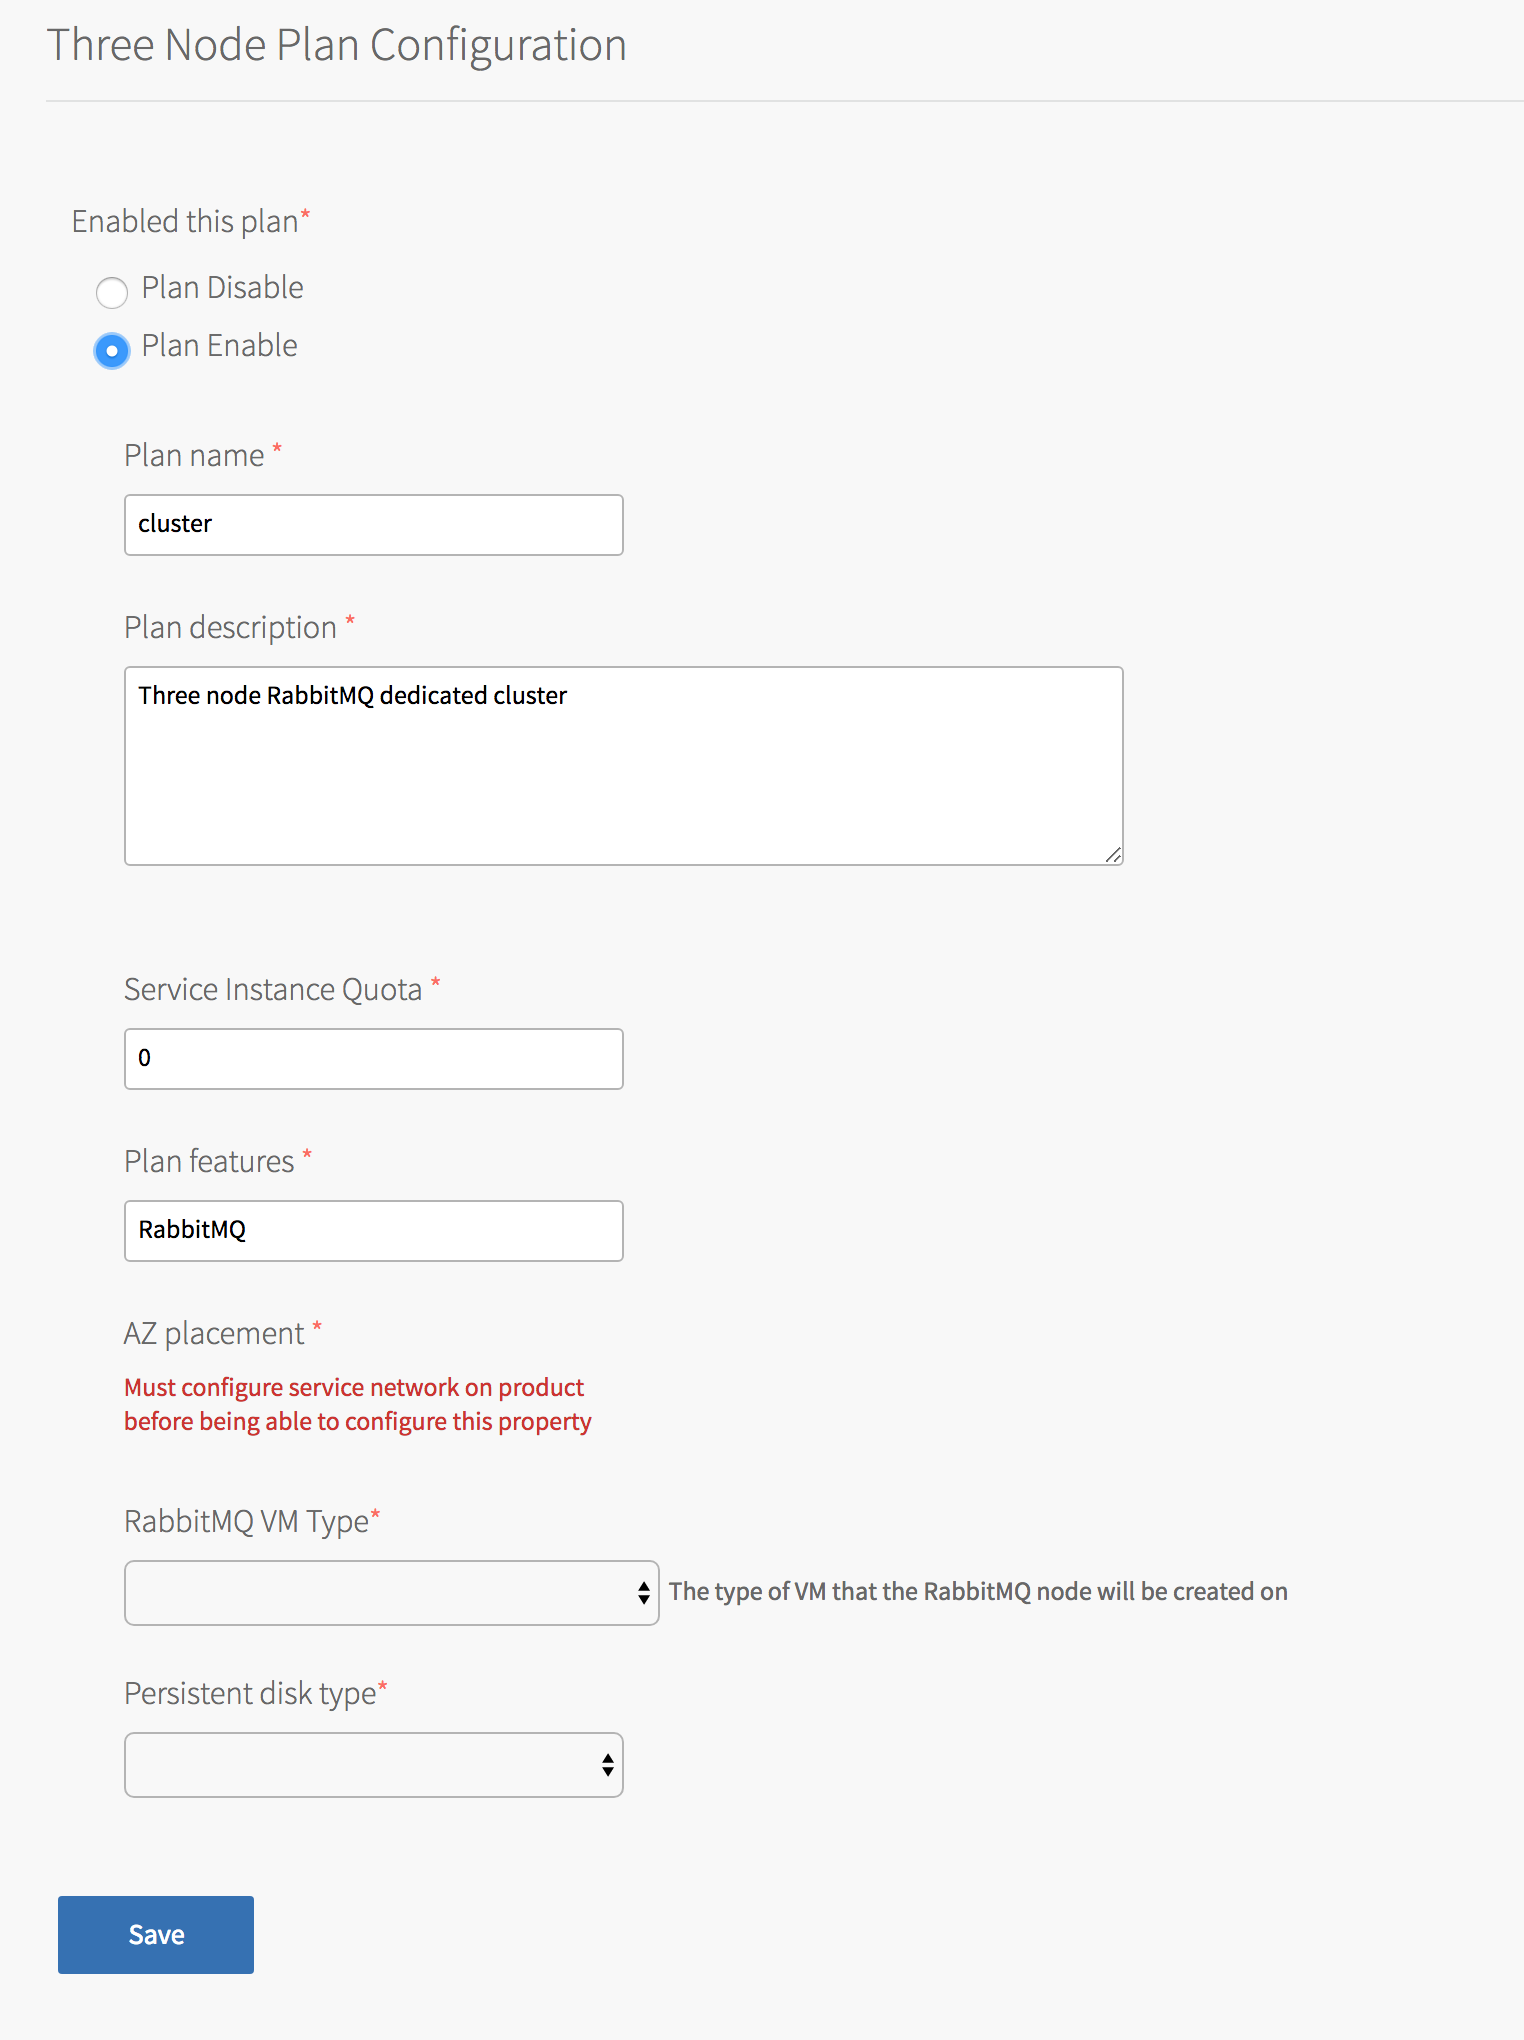 Three Node Plan Configuration
Enabled this plan*
Plan Disable
Plan Enable
Plan name *
cluster
Plan description *
Three node RabbitMQ dedicated cluster
Service Instance Quota *
0
Plan features *
RabbitMQ
AZ placement *
Must configure service network on product
before being able to configure this property
RabbitMQ VM Type*
The type of VM that the RabbitMQ node will be created on
Persistent disk type*
Save